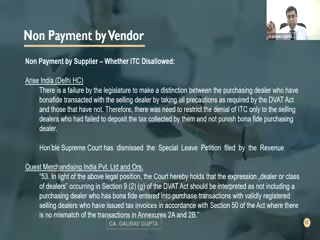 Non Payment by Vendor
Non Payment by Supplier – Whether ITC Disallowed:
Arise India (Delhi HC)
There is a failure by the legislature to make a distinction between the purchasing dealer who have
bonafide transacted with the selling dealer by taking all precautions as required by the DVAT Act
and those that have not. Therefore, there was need to restrict the denial of ITC only to the selling
dealers who had failed to deposit the tax collected by them and not punish bona fide purchasing
dealer.
Hon'ble Supreme Court has dismissed the Special Leave Petition filed by the Revenue
Quest Merchandising India Pvt. Ltd and Ors.
"53. In light of the above legal position, the Court hereby holds that the expression „dealer or class
of dealers" occurring in Section 9 (2) (g) of the DVAT Act should be interpreted as not including a
purchasing dealer who has bona fide entered into purchase transactions with validly registered
selling dealers who have issued tax invoices in accordance with Section 50 of the Act where there
is no mismatch of the transactions in Annexures 2A and 2B."
CA. GAURAV GUPTA